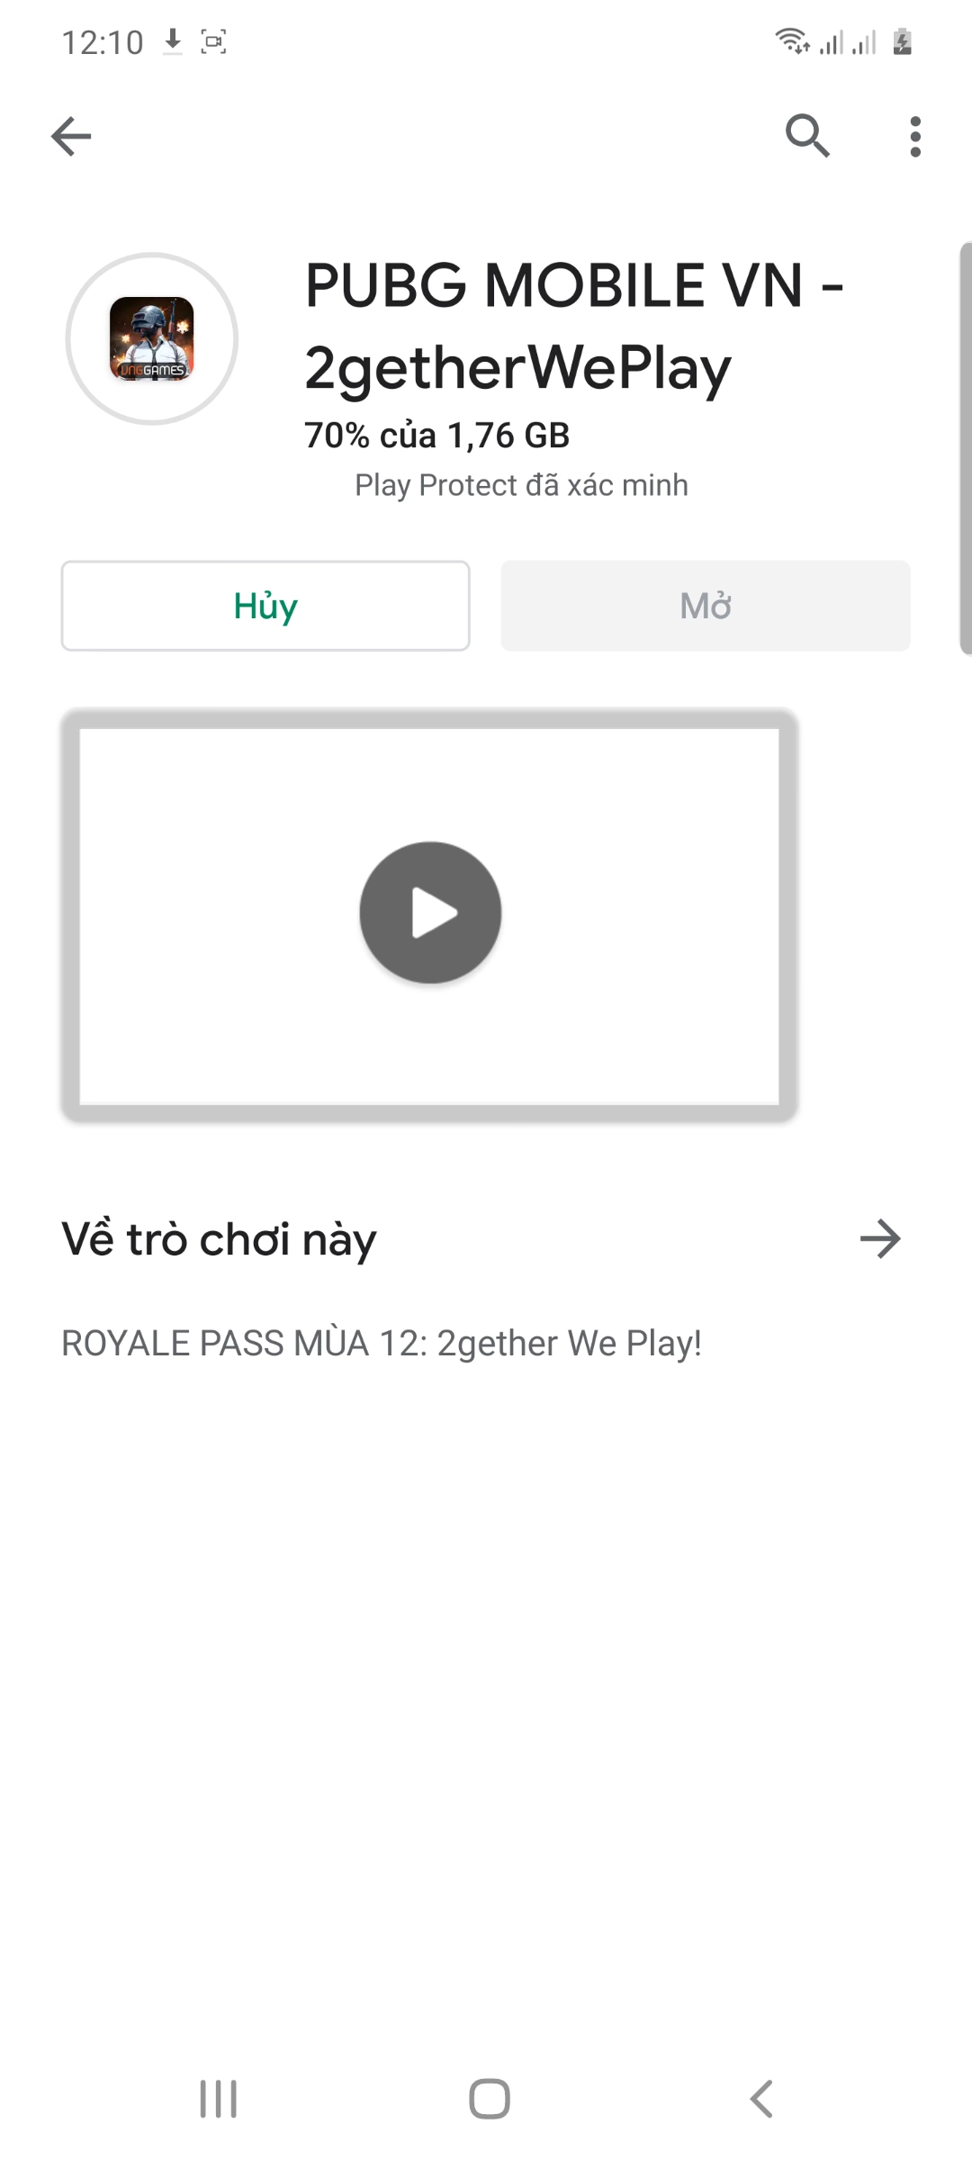 12:10
PUBG MOBILE VN -
2getherWePlay
70% của 1,76 GB
Play Protect đã xác minh
VNGGAMES
Hủy
Mở
Về trò chơi này
ROYALE PASS MÙA 12: 2gether We Play!